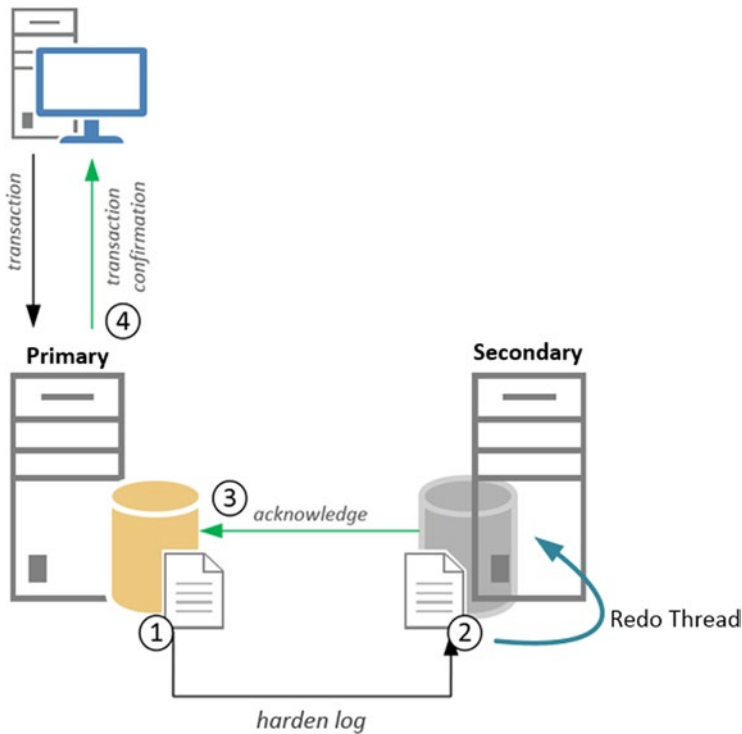 transaction
transaction
confirmation
4
Primary
Secondary
3
acknowledge
1
2
Redo Thread
harden log